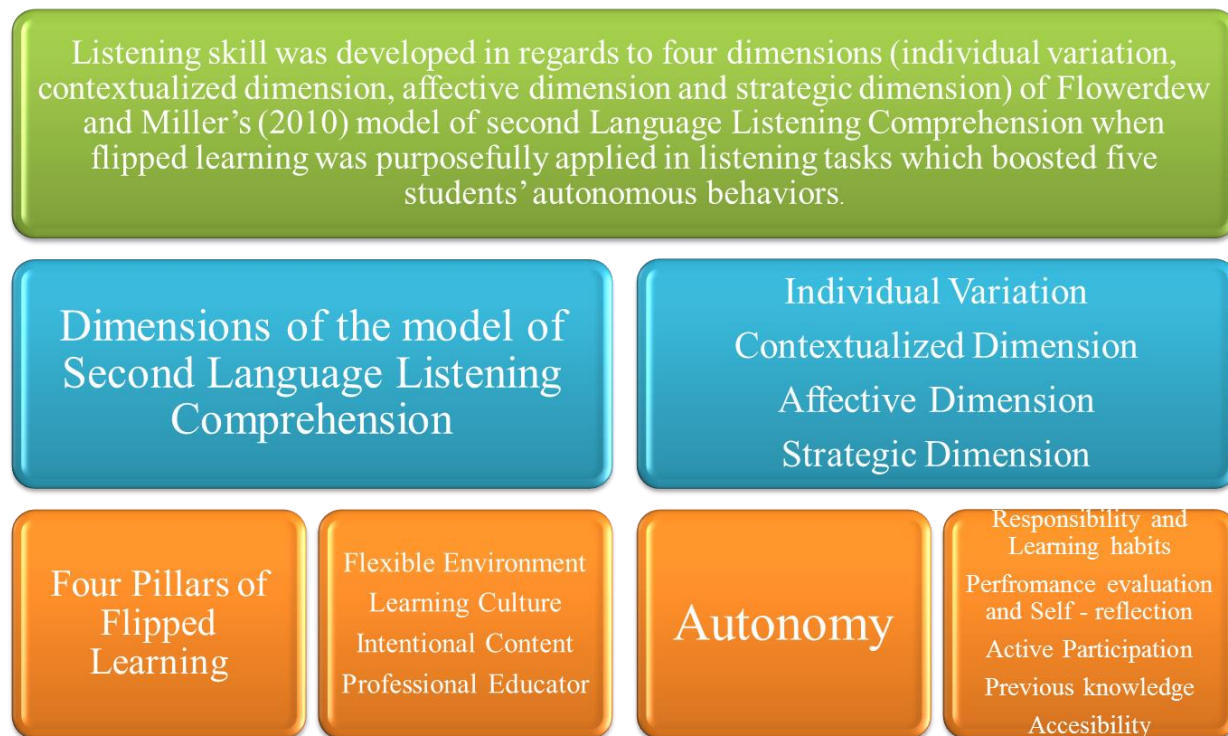 Listening skill was developed in regards to four dimensions (individual variation,
contextualized dimension, affective dimension and strategic dimension) of Flowerdew
and Miller’s (2010) model of second Language Listening Comprehension when
flipped learning was purposefully applied in listening tasks which boosted five
students’ autonomous behaviors.
Dimensions of the model of
Second Language Listening
Comprehension
Individual Variation
Contextualized Dimension
Affective Dimension
Strategic Dimension
Four Pillars of
Flipped
Learning
Flexible Environment
Learning Culture
Intentional Content
Professional Educator
Autonomy
Responsibility and
Learning habits
Perfromance evaluation
and Self - reflection
Active Participation
Previous knowledge
Accesibility